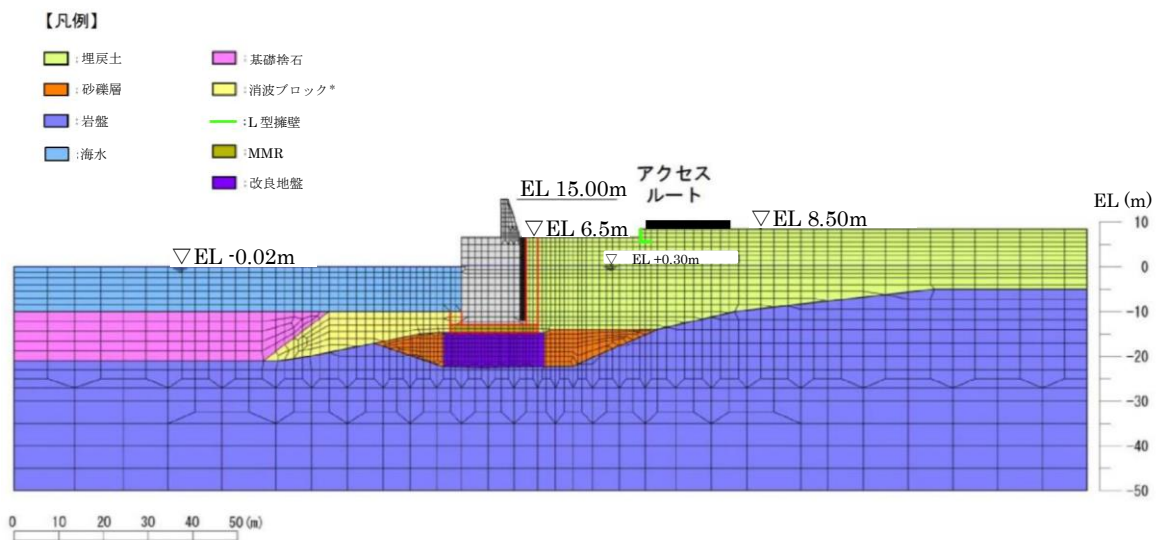 【凡例】
:埋戻土
:基礎捨石
:砂礫層
:消波ブロック*
:岩盤
:L型擁壁
:海水
:MMR
:改良地盤
アクセス
ルート
EL 15.00m
EL (m)
▽EL 6.5m
▽EL 8.50m
▽EL -0.02m
▽ EL +0.30m
10
0
-10
-20
-30
-40
-50
0 10 20 30 40 50 (m)